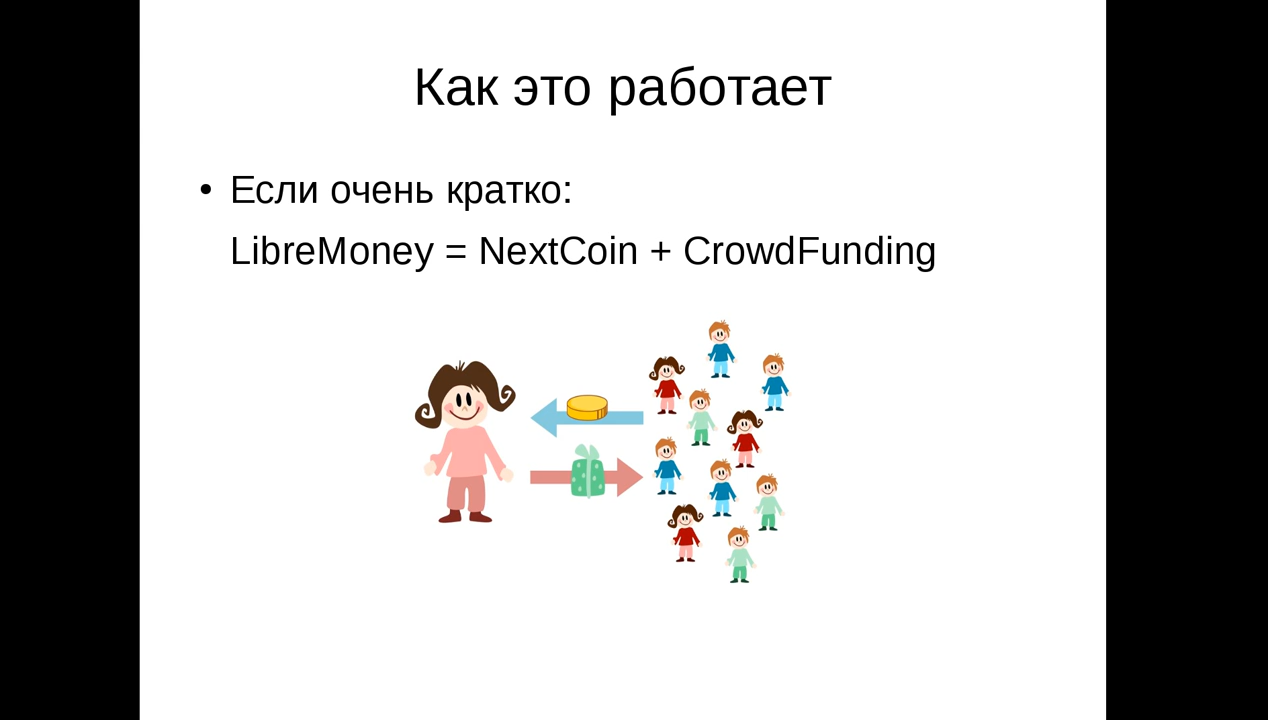 Как это работает
• Если очень кратко:
LibreMoney = NextCoin + CrowdFunding